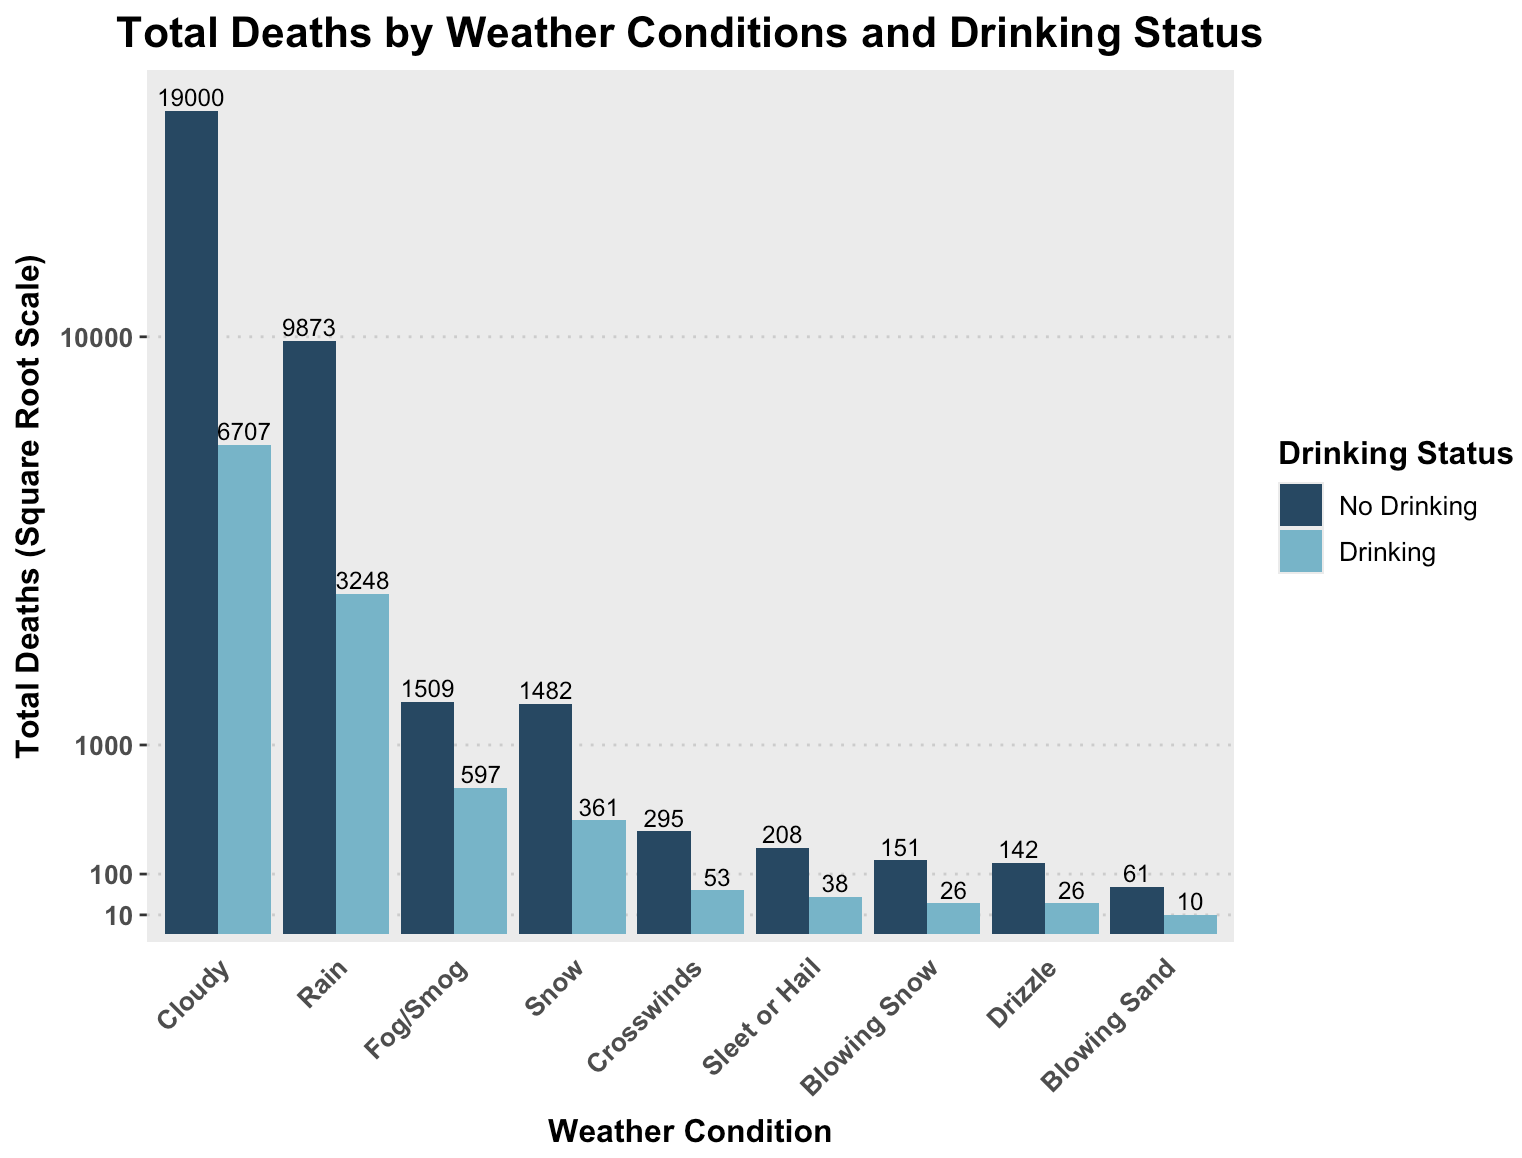 Total Deaths by Weather Conditions and Drinking Status
Total Deaths (Square Root Scale)
10000
1000
100
10
19000
6707
9873
3248
1509
597
1482
361
295
53
208
38
151
26
142
26
61
10
Cloudy
Rain
Fog/Smog
Snow
Crosswinds
Sleet or Hail
Blowing Snow
Drizzle
Blowing Sand
Weather Condition
Drinking Status
No Drinking
Drinking